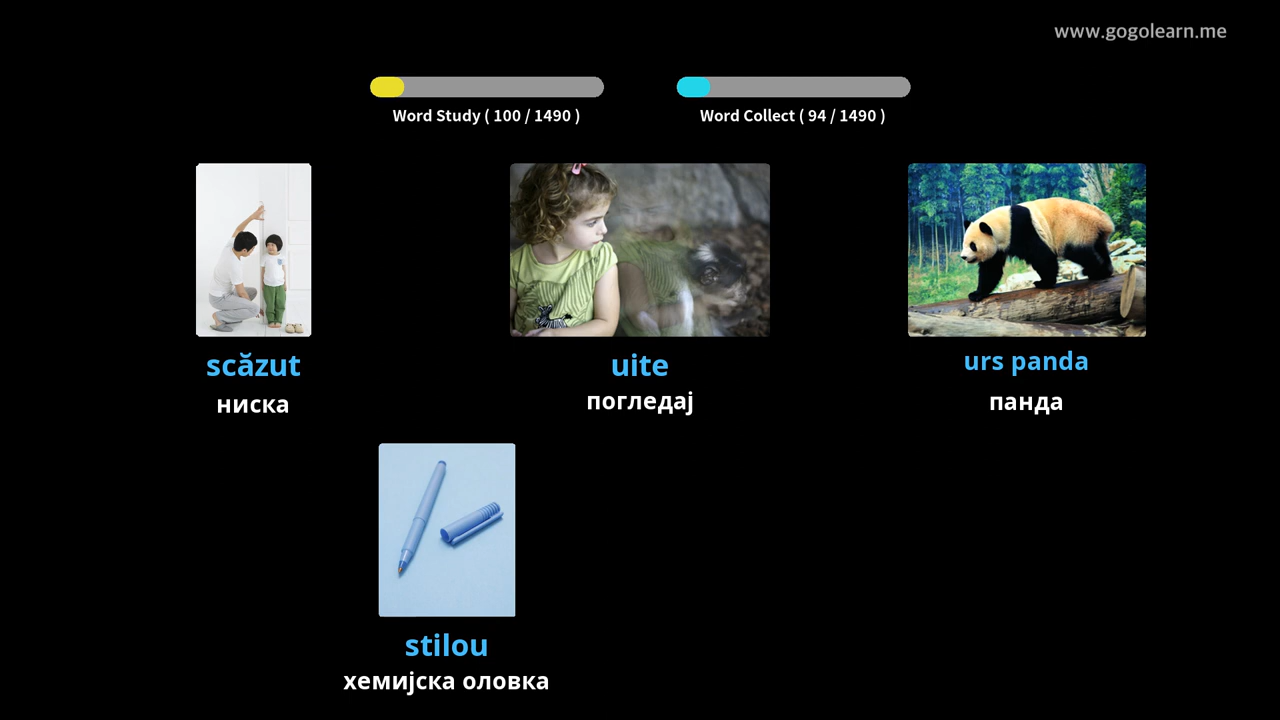 www.gogolearn.me
Word Study ( 100 / 1490 )
Word Collect ( 94 / 1490 )
scăzut
ниска
uite
погледај
urs panda
панда
stilou
хемијска оловка